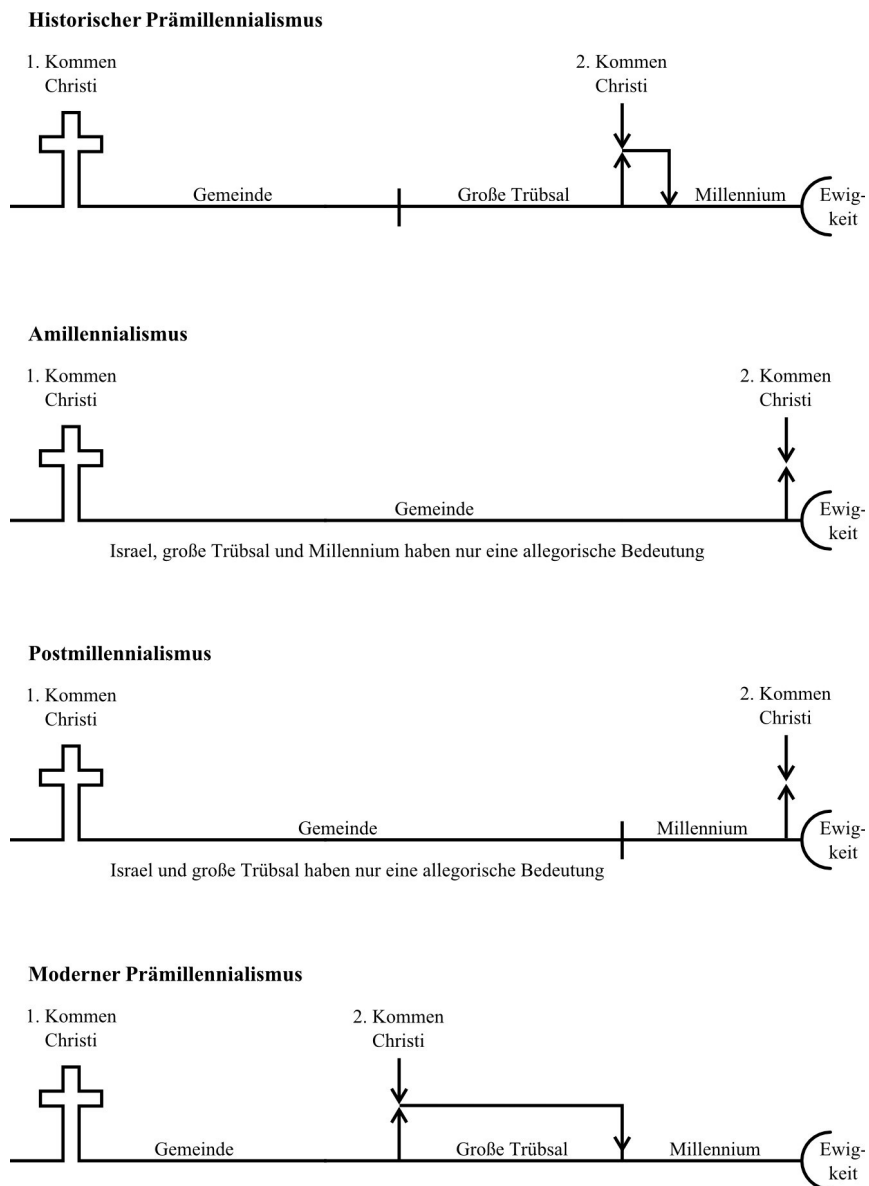 Historischer Prämillennialismus
1. Kommen
Christi
2. Kommen
Christi
Gemeinde
Große Trübsal
Millennium
Ewig-
keit
Amillennialismus
1. Kommen
Christi
2. Kommen
Christi
Gemeinde
Ewig-
keit
Israel, große Trübsal und Millennium haben nur eine allegorische Bedeutung
Postmillennialismus
1. Kommen
Christi
2. Kommen
Christi
Gemeinde
Millennium
Ewig-
keit
Israel und große Trübsal haben nur eine allegorische Bedeutung
Moderner Prämillennialismus
1. Kommen
Christi
2. Kommen
Christi
Gemeinde
Große Trübsal
Millennium
Ewig-
keit